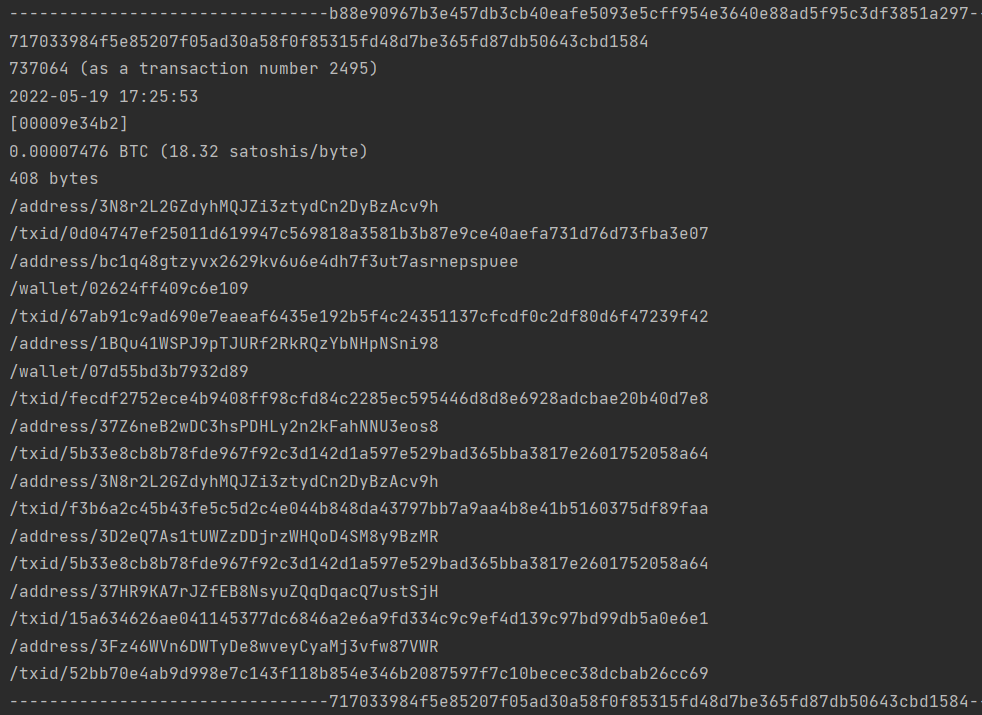 --------------------------------b88e90967b3e457db3cb40eafe5093e5cff954e3640e88ad5f95c3df3851a297--
717033984f5e85207f05ad30a58f0f85315fd48d7be365fd87db50643cbd1584
737064 (as a transaction number 2495)
2022-05-19 17:25:53
[00009e34b2]
0.00007476 BTC (18.32 satoshis/byte)
408 bytes
/address/3N8r2L2GZdyhMQJZi3ztydCn2DyBzAcv9h
/txid/0d04747ef25011d619947c569818a3581b3b87e9ce40aefa731d76d73fba3e07
/address/bc1q48gtzyvx2629kv6u6e4dh7f3ut7asrnepspuee
/wallet/02624ff409c6e109
/txid/67ab91c9ad690e7eaeaf6435e192b5f4c24351137cfcdf0c2df80d6f47239f42
/address/1BQu41WSPJ9pTJURf2RkRQzYbNHpNSni98
/wallet/07d55bd3b7932d89
/txid/fecdf2752ece4b9408ff98cfd84c2285ec595446d8d8e6928adcbae20b40d7e8
/address/37Z6neB2wDC3hsPDHLy2n2kFahNNU3eos8
/txid/5b33e8cb8b78fde967f92c3d142d1a597e529bad365bba3817e2601752058a64
/address/3N8r2L2GZdyhMQJZi3ztydCn2DyBzAcv9h
/txid/f3b6a2c45b43fe5c5d2c4e044b848da43797bb7a9aa4b8e41b5160375df89faa
/address/3D2eQ7As1tUWZzDDjrzWHQoD4SM8y9BzMR
/txid/5b33e8cb8b78fde967f92c3d142d1a597e529bad365bba3817e2601752058a64
/address/37HR9KA7rJZfEB8NsyuZQqDqacQ7ustSjH
/txid/15a634626ae041145377dc6846a2e6a9fd334c9c9ef4d139c97bd99db5a0e6e1
/address/3Fz46WVn6DWTyDe8wveyCyaMj3vfw87VWR
/txid/52bb70e4ab9d998e7c143f118b854e346b2087597f7c10becec38dcbab26cc69
--------------------------------717033984f5e85207f05ad30a58f0f85315fd48d7be365fd87db50643cbd1584--